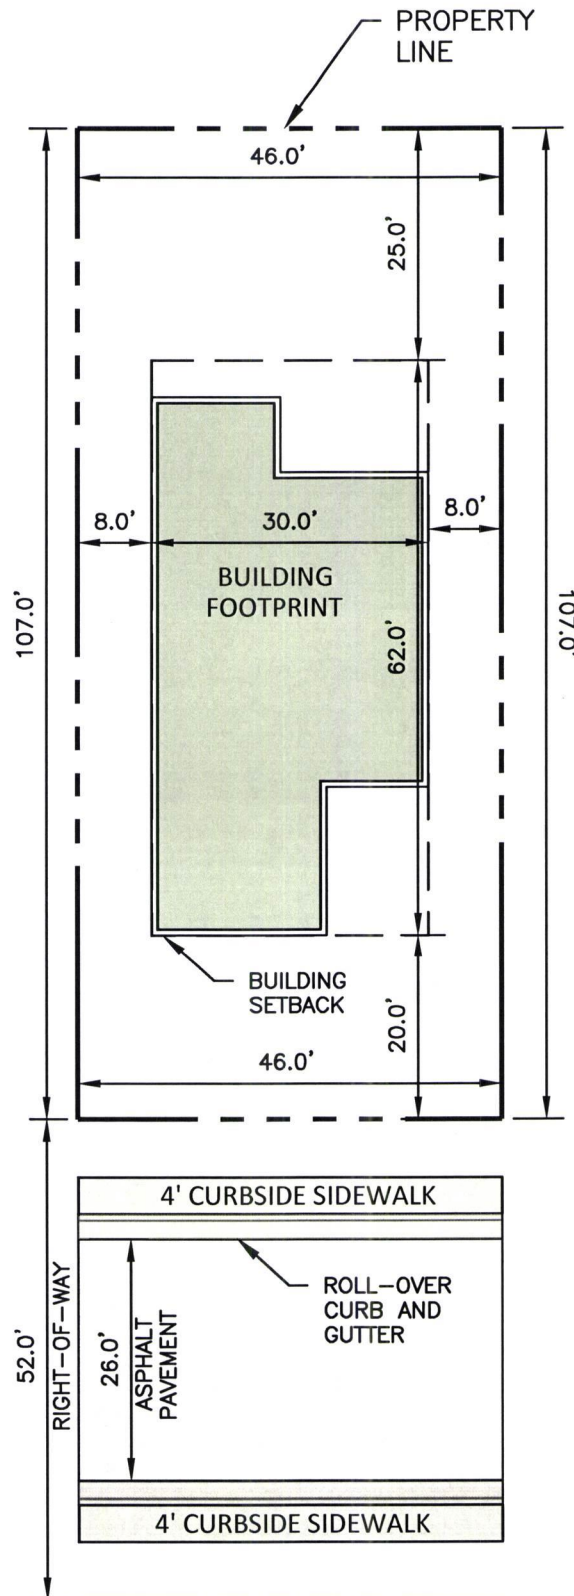 PROPERTY
LINE
46.0'
25.0'
8.0'
30.0'
8.0'
BUILDING
FOOTPRINT
107.0'
62.0'
107.0'
BUILDING
SETBACK
20.0'
46.0'
4' CURBSIDE SIDEWALK
52.0'
RIGHT-OF-WAY
26.0'
ASPHALT
PAVEMENT
ROLL-OVER
CURB AND
GUTTER
4' CURBSIDE SIDEWALK